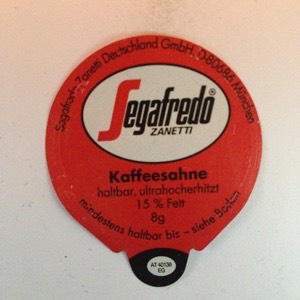 Segafredo Zanetti Deutschland GmbH, D-80686 München
Segafredo®
ZANETTI
Kaffeesahne
haltbar, ultrahocherhitzt
15 % Fett
8g
mindestens haltbar bis – siehe Boden
AT 40138
EG